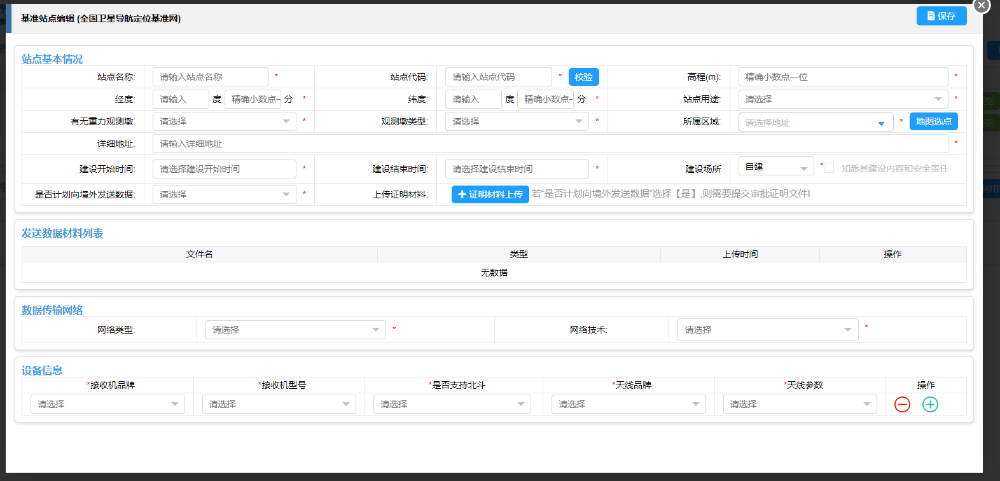 基准站点编辑 (全国卫星导航定位基准网)
保存
站点基本情况
站点名称: 请输入站点名称 * 站点代码: 请输入站点代码 * 校验 高程(m): 精确小数点一位 *
经度: 请输入 度 精确小数点一 分 * 纬度: 请输入 度 精确小数点一 分 * 站点用途: 请选择 *
有无重力观测墩: 请选择 * 观测墩类型: 请选择 * 所属区域: 请选择地址 * 地图选点
详细地址: 请输入详细地址 *
建设开始时间: 请选择建设开始时间 * 建设结束时间: 请选择建设结束时间 * 建设场所 自建 * 知悉其建设内容和安全责任
是否计划向境外发送数据: 请选择 * 上传证明材料: 证明材料上传 若“是否计划向境外发送数据”选择【是】,则需要提交审批证明文件!
发送数据材料列表
文件名 类型 上传时间 操作
无数据
数据传输网络
网络类型: 请选择 * 网络技术: 请选择 *
设备信息
*接收机品牌 *接收机型号 *是否支持北斗 *天线品牌 *天线参数 操作
请选择 请选择 请选择 请选择 请选择